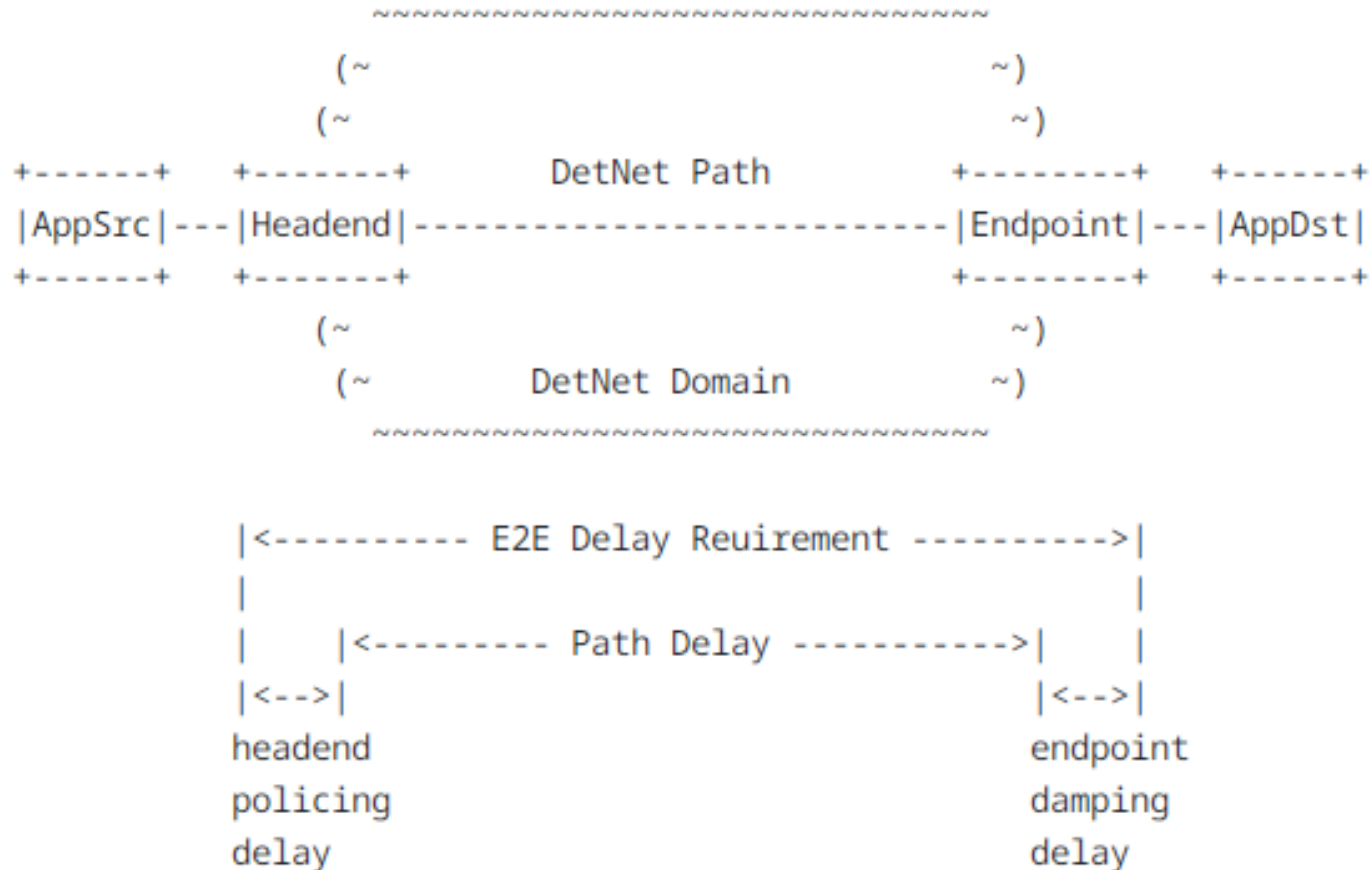 ~~~~~~~~~~~~~~~~~~~~~~~~~~~~~~~
(~                               ~)
(~                                 ~)
+------+   +-------+       DetNet Path         +--------+   +------+
|AppSrc|---|Headend|---------------------------|Endpoint|---|AppDst|
+------+   +-------+                           +--------+   +------+
(~                                 ~)
(~        DetNet Domain          ~)
~~~~~~~~~~~~~~~~~~~~~~~~~~~~~~~
|<---------- E2E Delay Reuirement ---------->|
|                                            |
|    |<--------- Path Delay ----------->|    |
|<-->|                                  |<-->|
headend                                 endpoint
policing                                damping
delay                                   delay